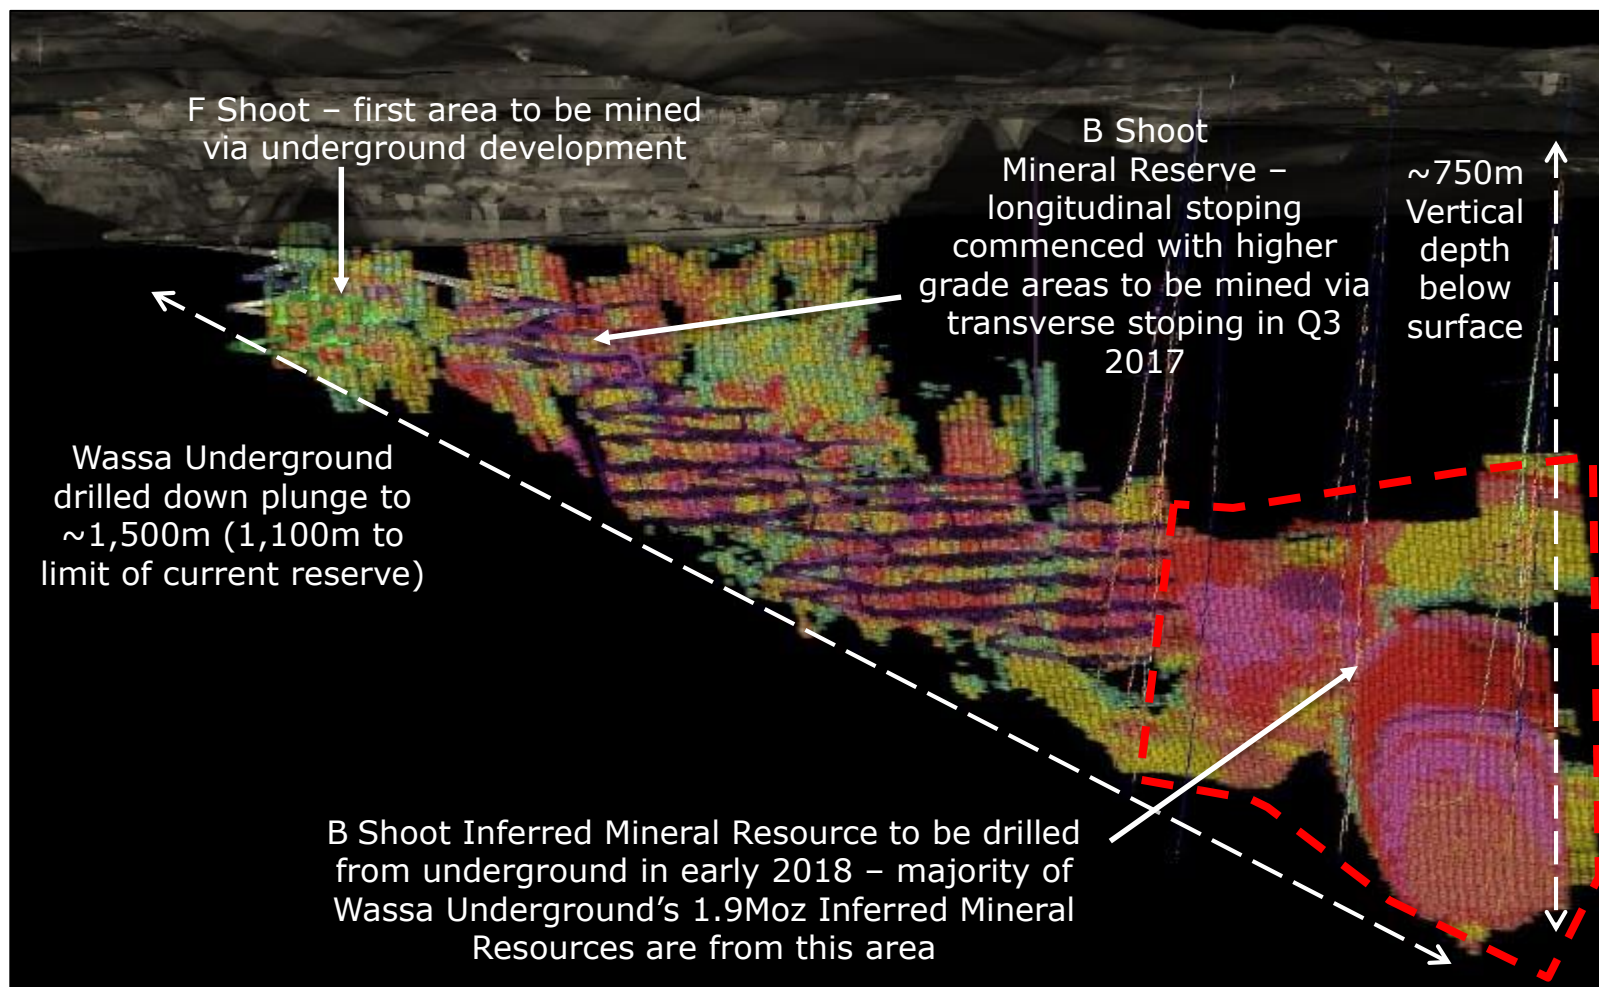 F Shoot – first area to be mined
via underground development
B Shoot
Mineral Reserve –
longitudinal stoping
commenced with higher
grade areas to be mined via
transverse stoping in Q3
2017
~750m
Vertical
depth
below
surface
Wassa Underground
drilled down plunge to
~1,500m (1,100m to
limit of current reserve)
B Shoot Inferred Mineral Resource to be drilled
from underground in early 2018 – majority of
Wassa Underground’s 1.9Moz Inferred Mineral
Resources are from this area